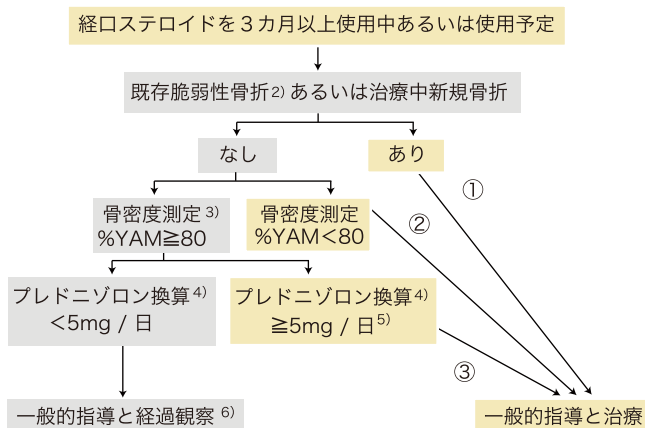 経口ステロイドを3カ月以上使用中あるいは使用予定
既存脆弱性骨折2)あるいは治療中新規骨折
なし
あり
①
骨密度測定3)
%YAM≧80
骨密度測定
%YAM<80
②
プレドニゾロン換算4)
<5mg / 日
プレドニゾロン換算4)
≧5mg / 日5)
③
一般的指導と経過観察6)
一般的指導と治療